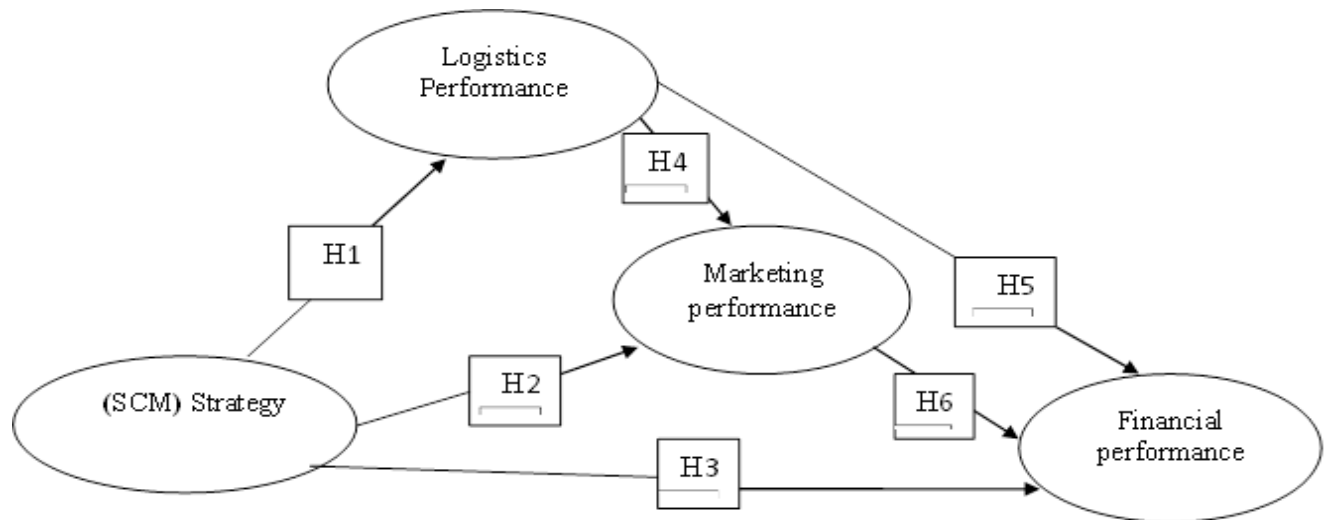 Logistics
Performance
H4
H1
Marketing
performance
H5
H2
(SCM) Strategy
H6
Financial
performance
H3